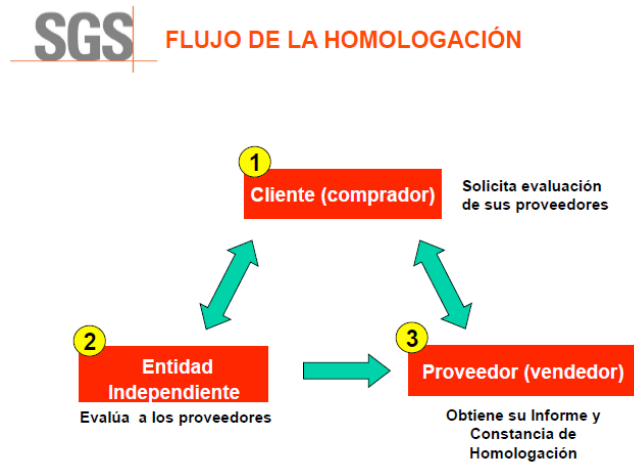 SGS FLUJO DE LA HOMOLOGACIÓN
1
Cliente (comprador)
Solicita evaluación
de sus proveedores
2
Entidad
Independiente
Evalúa a los proveedores
3
Proveedor (vendedor)
Obtiene su Informe y
Constancia de
Homologación